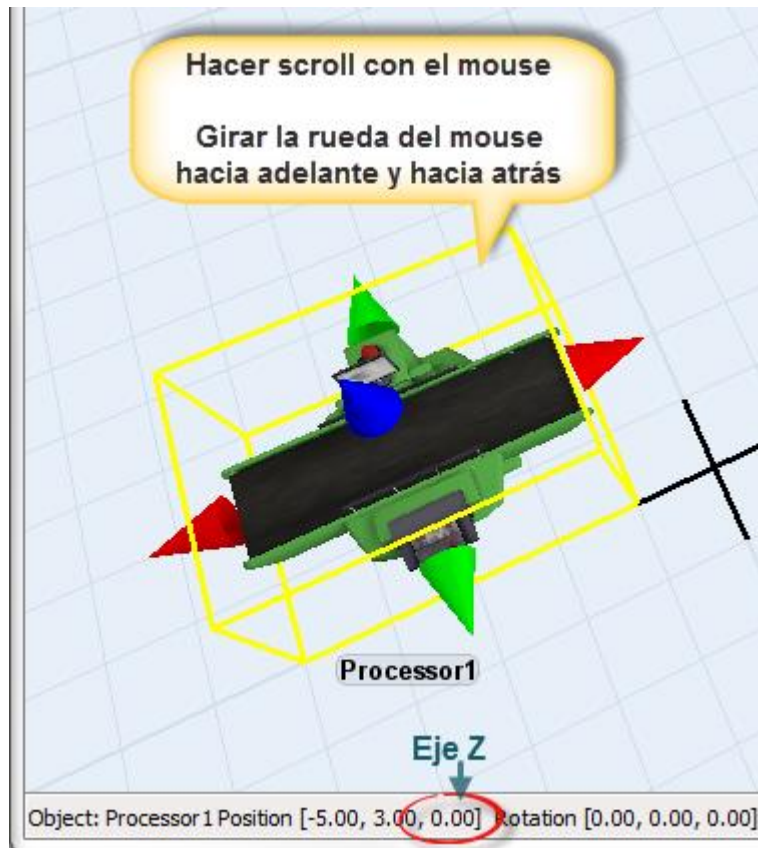 Hacer scroll con el mouse
Girar la rueda del mouse
hacia adelante y hacia atrás
Processor1
Eje Z
Object: Processor1 Position [-5.00, 3.00, 0.00] Rotation [0.00, 0.00, 0.00]